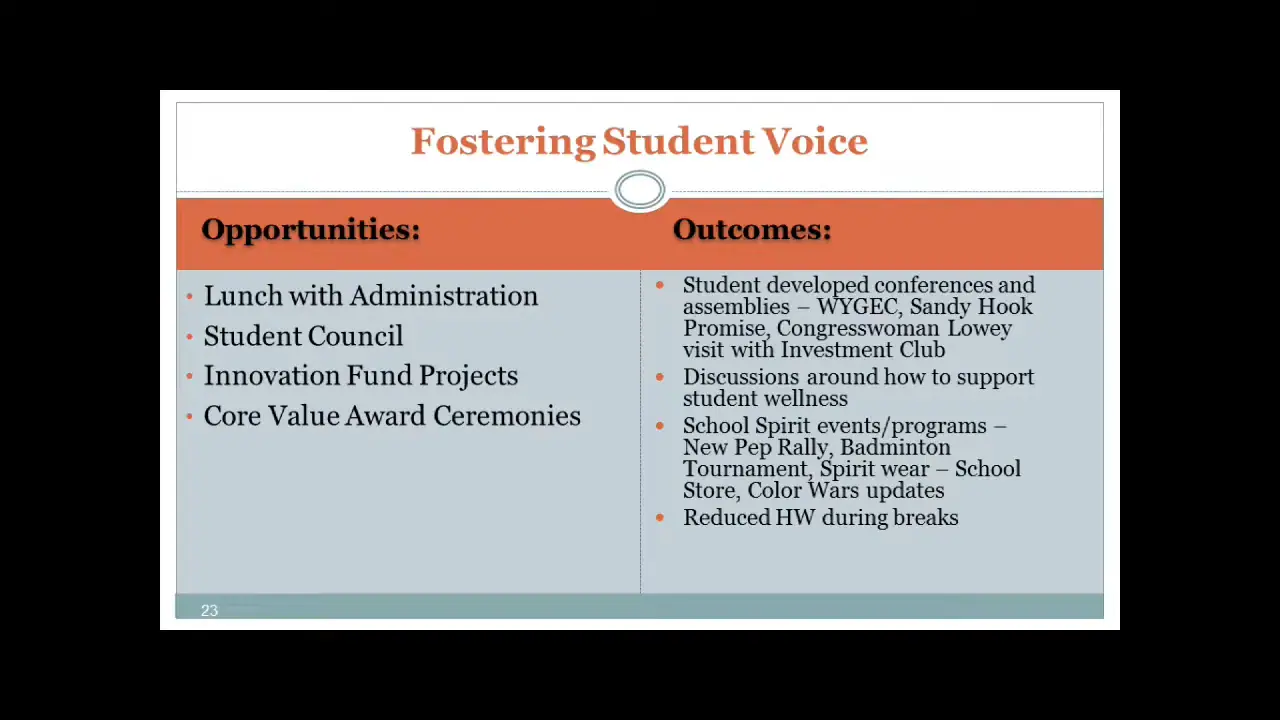 Fostering Student Voice
Opportunities:
• Lunch with Administration
• Student Council
• Innovation Fund Projects
• Core Value Award Ceremonies
Outcomes:
• Student developed conferences and
assemblies – WYGEC, Sandy Hook
Promise, Congresswoman Lowey
visit with Investment Club
• Discussions around how to support
student wellness
• School Spirit events/programs –
New Pep Rally, Badminton
Tournament, Spirit wear – School
Store, Color Wars updates
• Reduced HW during breaks
23